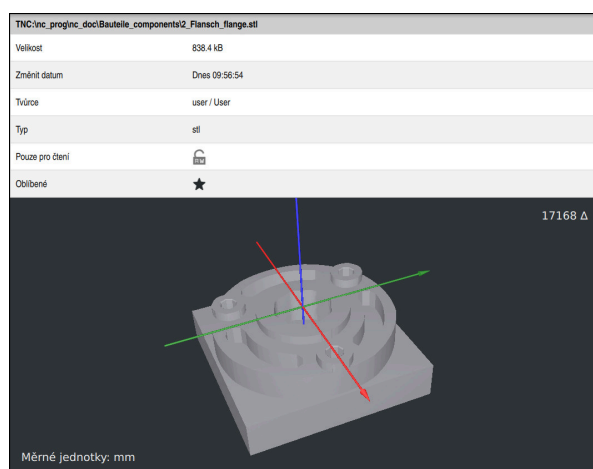 TNC:\nc_prog\nc_doc\Bauteile_components\2_Flansch_flange.stl
Velikost 838.4 kB
Změnit datum Dnes 09:56:54
Tvůrce user / User
Typ stl
Pouze pro čtení RW
Oblíbené
17168 Δ
Měrné jednotky: mm